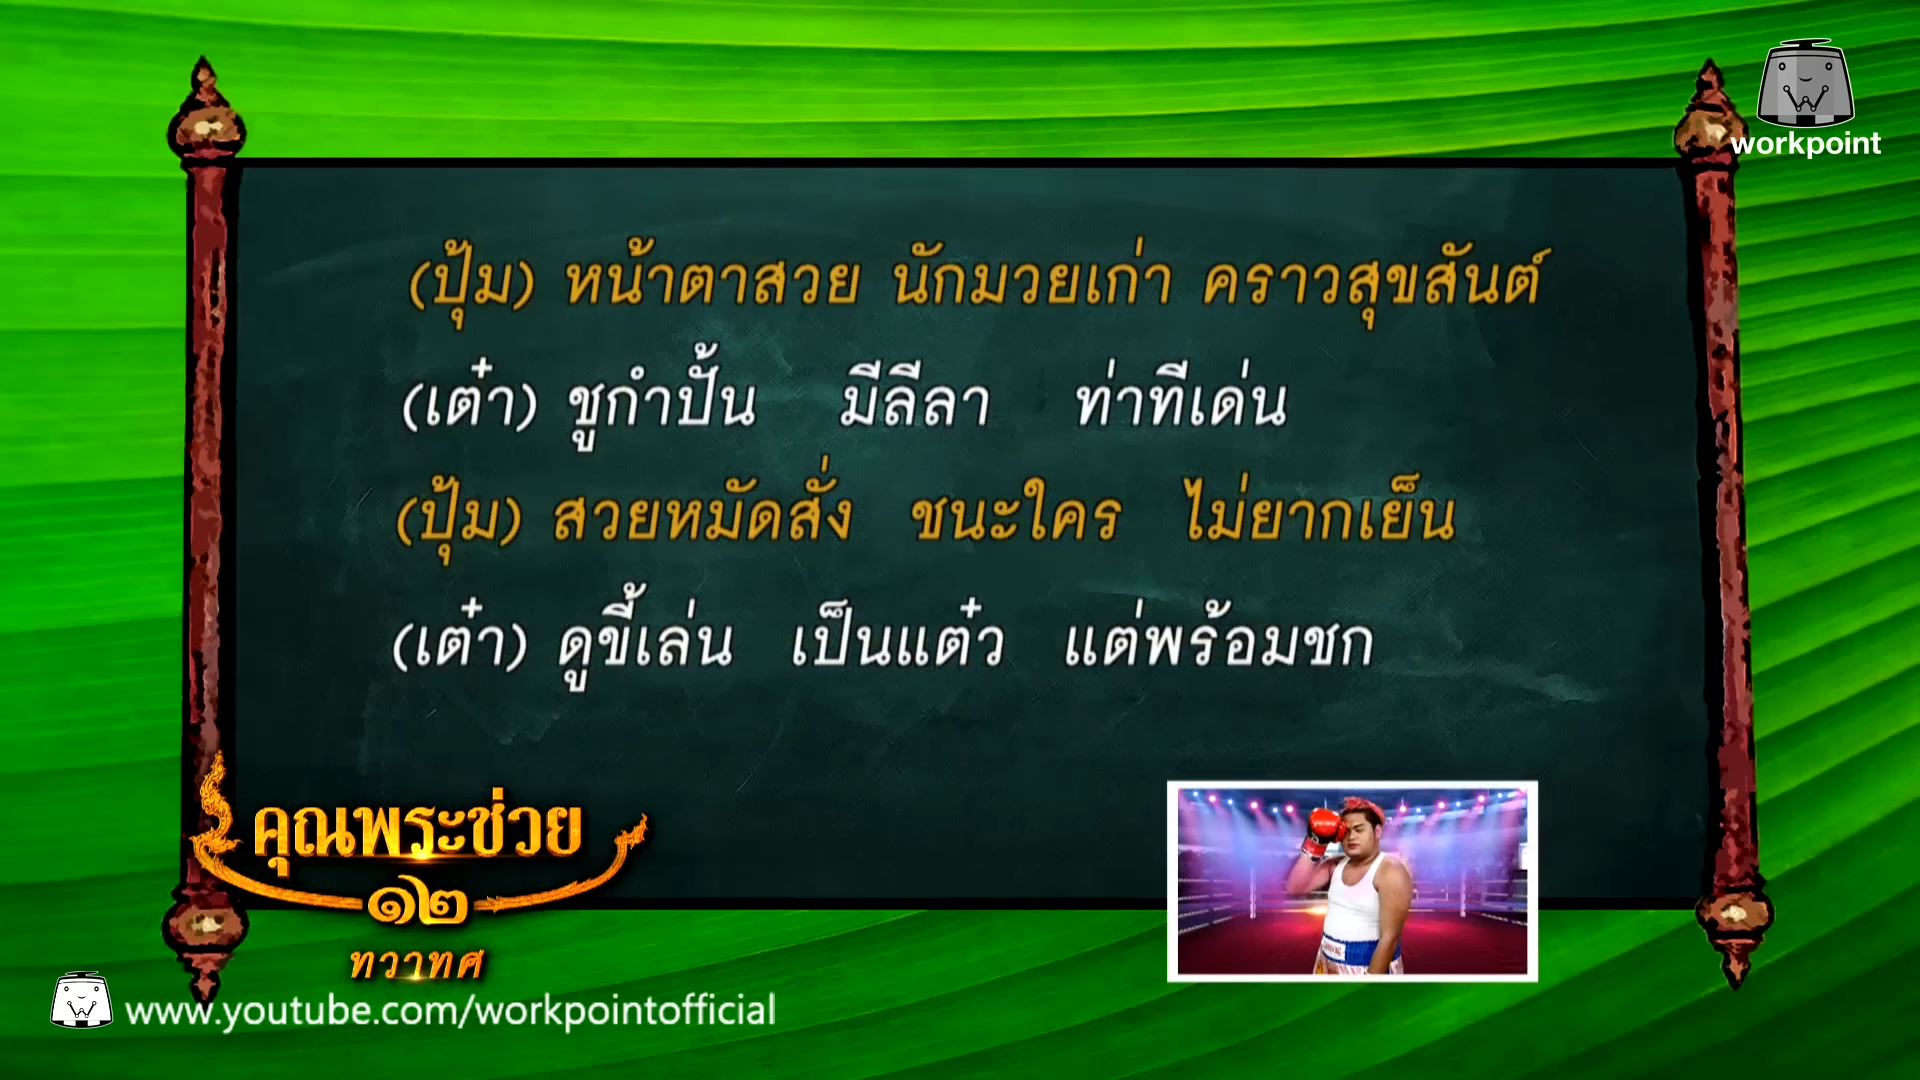 workpoint
(ปุ้ม) หน้าตาสวย นักมวยเก่า คราวสุขสันต์
(เต๋า) ชูกำปั้น มีลีลา ท่าทีเด่น
(ปุ้ม) สวยหมัดสั่ง ชนะใคร ไม่ยากเย็น
(เต๋า) ดูขี้เล่น เป็นแต๋ว แต่พร้อมชก
คุณพระช่วย
๑๒
ทวาทศ
www.youtube.com/workpointofficial